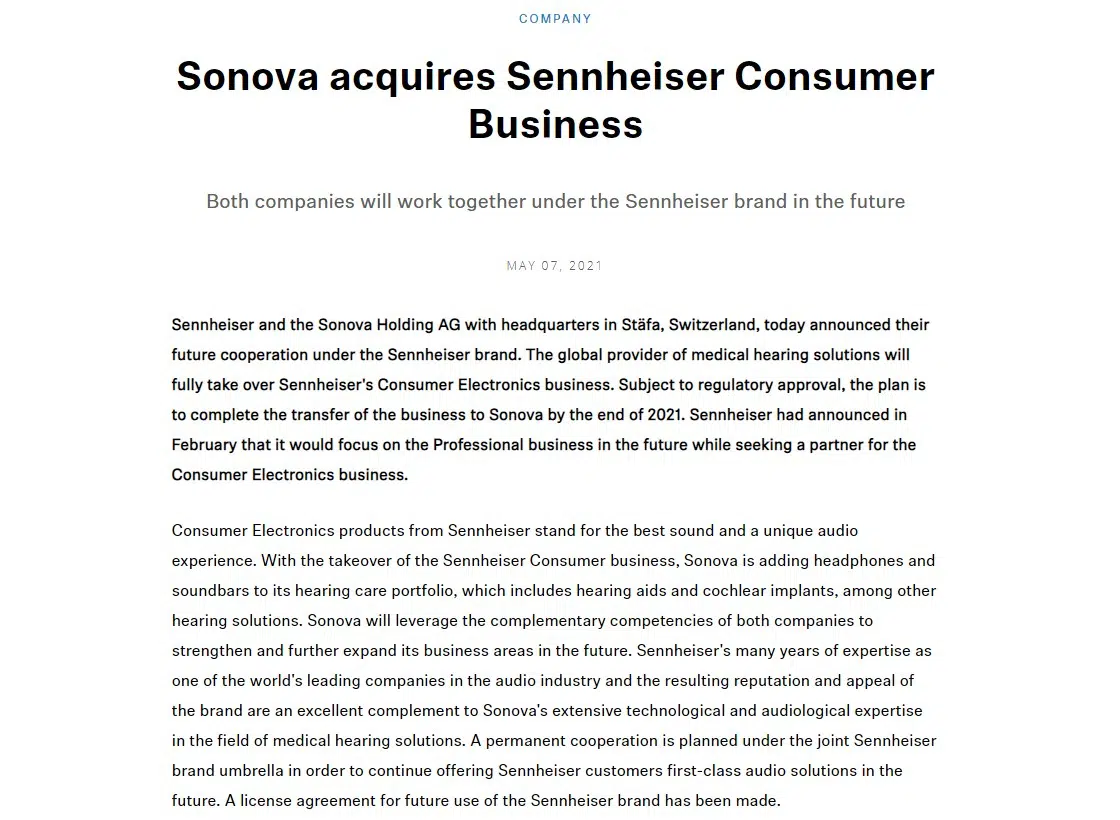 COMPANY
Sonova acquires Sennheiser Consumer
Business
Both companies will work together under the Sennheiser brand in the future
MAY 07, 2021
Sennheiser and the Sonova Holding AG with headquarters in Stäfa, Switzerland, today announced their
future cooperation under the Sennheiser brand. The global provider of medical hearing solutions will
fully take over Sennheiser's Consumer Electronics business. Subject to regulatory approval, the plan is
to complete the transfer of the business to Sonova by the end of 2021. Sennheiser had announced in
February that it would focus on the Professional business in the future while seeking a partner for the
Consumer Electronics business.
Consumer Electronics products from Sennheiser stand for the best sound and a unique audio
experience. With the takeover of the Sennheiser Consumer business, Sonova is adding headphones and
soundbars to its hearing care portfolio, which includes hearing aids and cochlear implants, among other
hearing solutions. Sonova will leverage the complementary competencies of both companies to
strengthen and further expand its business areas in the future. Sennheiser's many years of expertise as
one of the world's leading companies in the audio industry and the resulting reputation and appeal of
the brand are an excellent complement to Sonova's extensive technological and audiological expertise
in the field of medical hearing solutions. A permanent cooperation is planned under the joint Sennheiser
brand umbrella in order to continue offering Sennheiser customers first-class audio solutions in the
future. A license agreement for future use of the Sennheiser brand has been made.